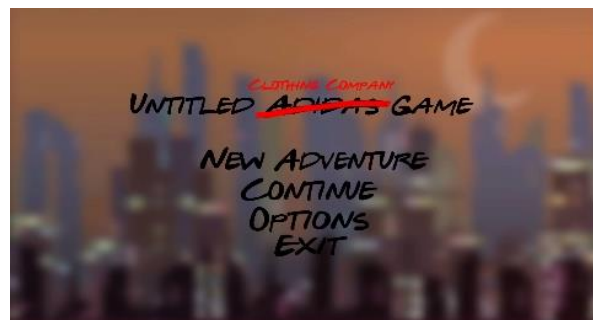 CLOTHING COMPANY
UNTITLED ADIDAS GAME
NEW ADVENTURE
CONTINUE
OPTIONS
EXIT